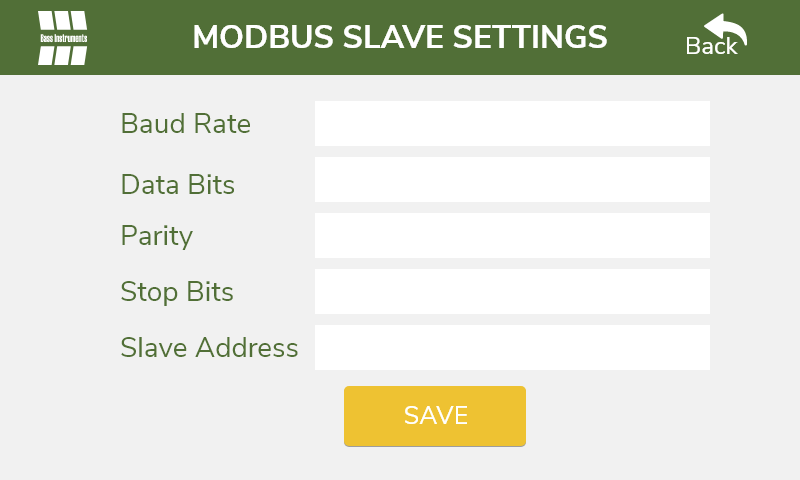 Bass Instruments
MODBUS SLAVE SETTINGS
Back
Baud Rate
Data Bits
Parity
Stop Bits
Slave Address
SAVE